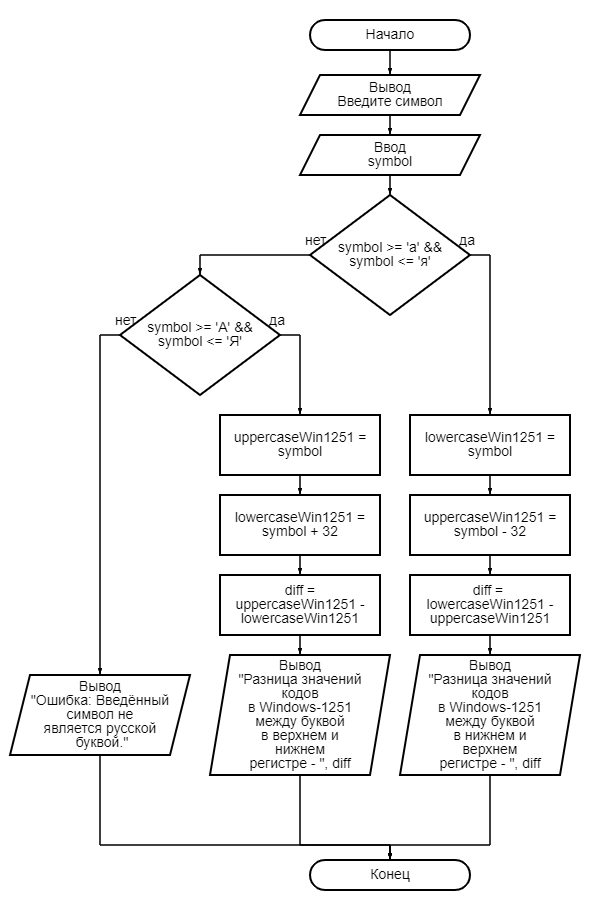 Начало
Вывод
Введите символ
Ввод
symbol
нет
symbol >= 'а' &&
symbol <= 'я'
да
нет
symbol >= 'А' &&
symbol <= 'Я'
да
uppercaseWin1251 =
symbol
lowercaseWin1251 =
symbol
lowercaseWin1251 =
symbol + 32
uppercaseWin1251 =
symbol - 32
diff =
uppercaseWin1251 -
lowercaseWin1251
diff =
lowercaseWin1251 -
uppercaseWin1251
Вывод
"Ошибка: Введённый
символ не
является русской
буквой."
Вывод
"Разница значений
кодов
в Windows-1251
между буквой
в верхнем и
нижнем
регистре - ", diff
Вывод
"Разница значений
кодов
в Windows-1251
между буквой
в нижнем и
верхнем
регистре - ", diff
Конец